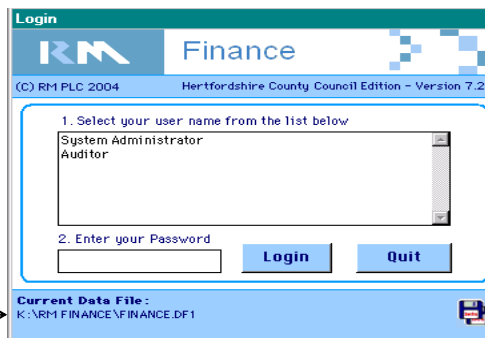 Login
RM Finance
(C) RM PLC 2004 Hertfordshire County Council Edition - Version 7.2
1. Select your user name from the list below
System Administrator
Auditor
2. Enter your Password
Login Quit
Current Data File:
K:\RM FINANCE\FINANCE.DF1